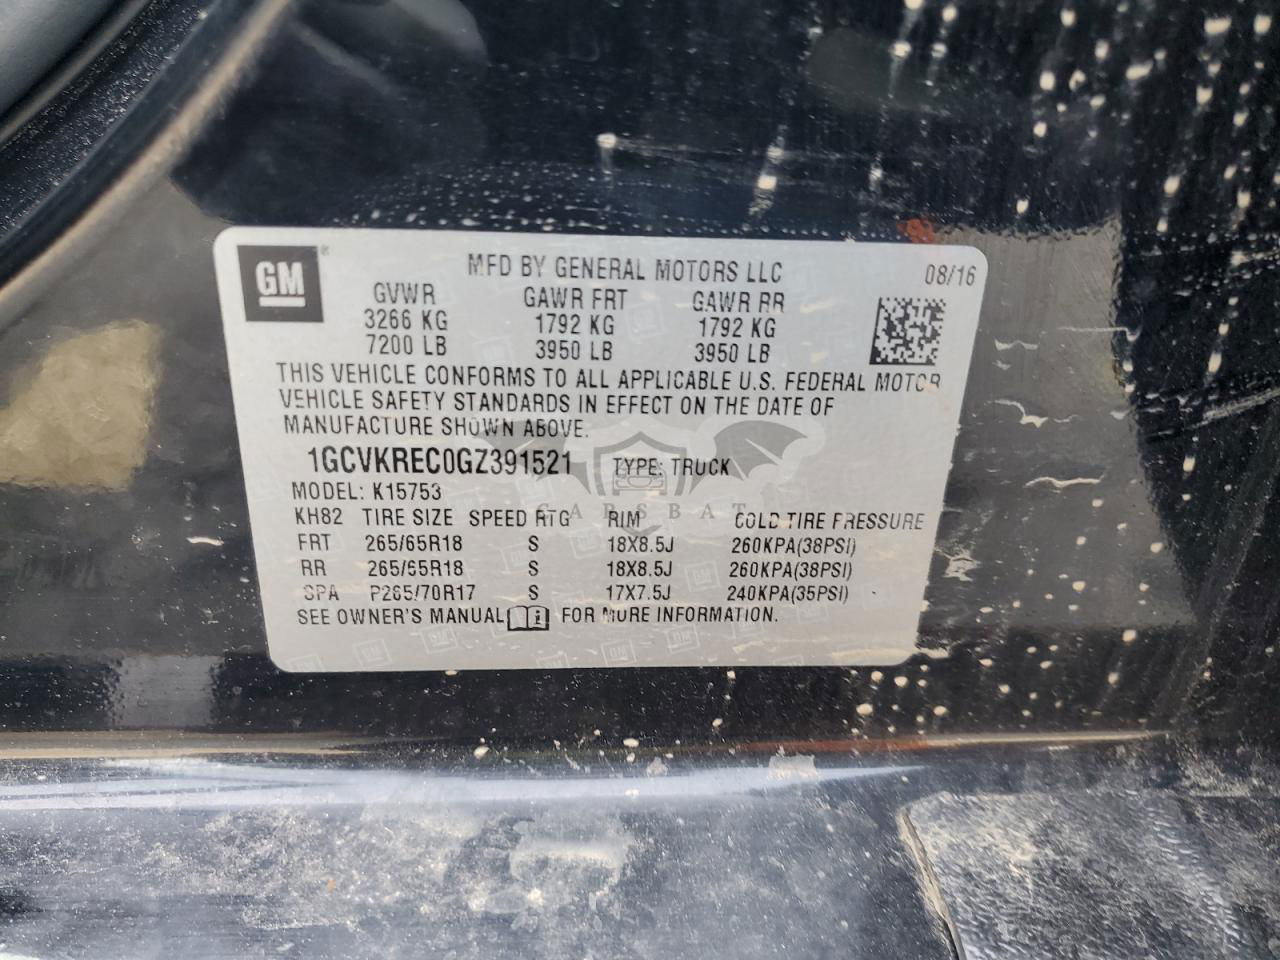 GM
MFD BY GENERAL MOTORS LLC 08/16
GVWR GAWR FRT GAWR RR
3266 KG 1792 KG 1792 KG
7200 LB 3950 LB 3950 LB
THIS VEHICLE CONFORMS TO ALL APPLICABLE U.S. FEDERAL MOTOR
VEHICLE SAFETY STANDARDS IN EFFECT ON THE DATE OF
MANUFACTURE SHOWN ABOVE.
1GCVKREC0GZ391521 TYPE: TRUCK
MODEL: K15753
CARSBAT
KH82 TIRE SIZE SPEED RTG RIM COLD TIRE PRESSURE
FRT 265/65R18 S 18X8.5J 260KPA(38PSI)
RR 265/65R18 S 18X8.5J 260KPA(38PSI)
SPA P265/70R17 S 17X7.5J 240KPA(35PSI)
SEE OWNER'S MANUAL FOR MORE INFORMATION.